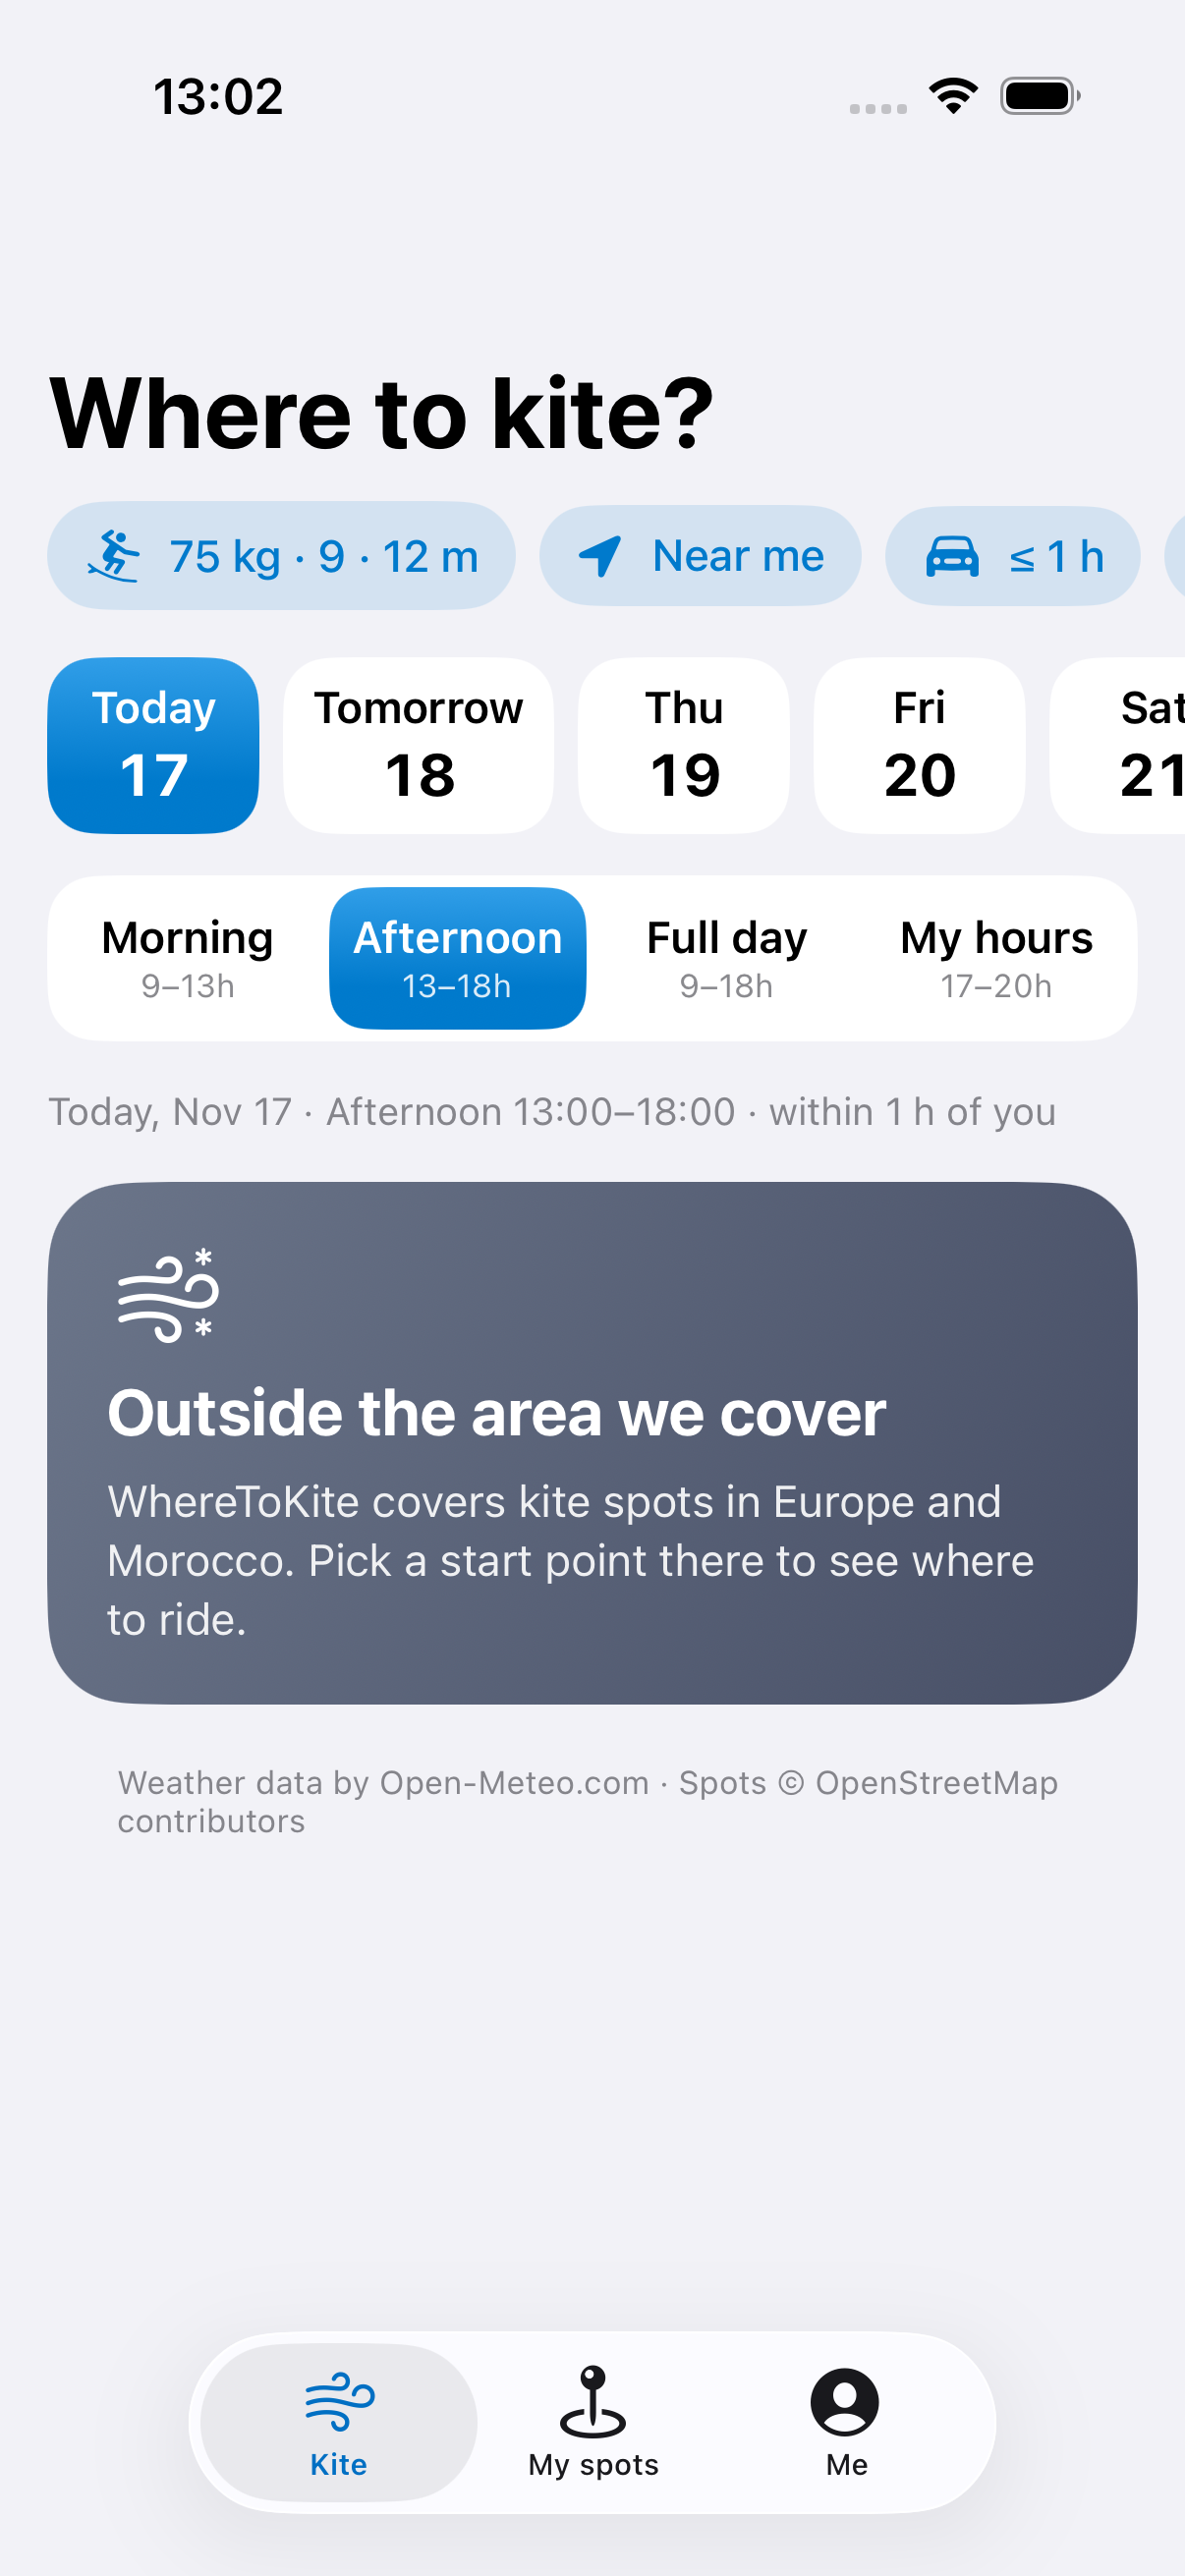 13:02
Where to kite?
75 kg · 9 · 12 m
Near me
≤ 1 h
Today
17
Tomorrow
18
Thu
19
Fri
20
Sat
21
Morning
9–13h
Afternoon
13–18h
Full day
9–18h
My hours
17–20h
Today, Nov 17 · Afternoon 13:00–18:00 · within 1 h of you
Outside the area we cover
WhereToKite covers kite spots in Europe and
Morocco. Pick a start point there to see where
to ride.
Weather data by Open-Meteo.com · Spots © OpenStreetMap
contributors
Kite
My spots
Me